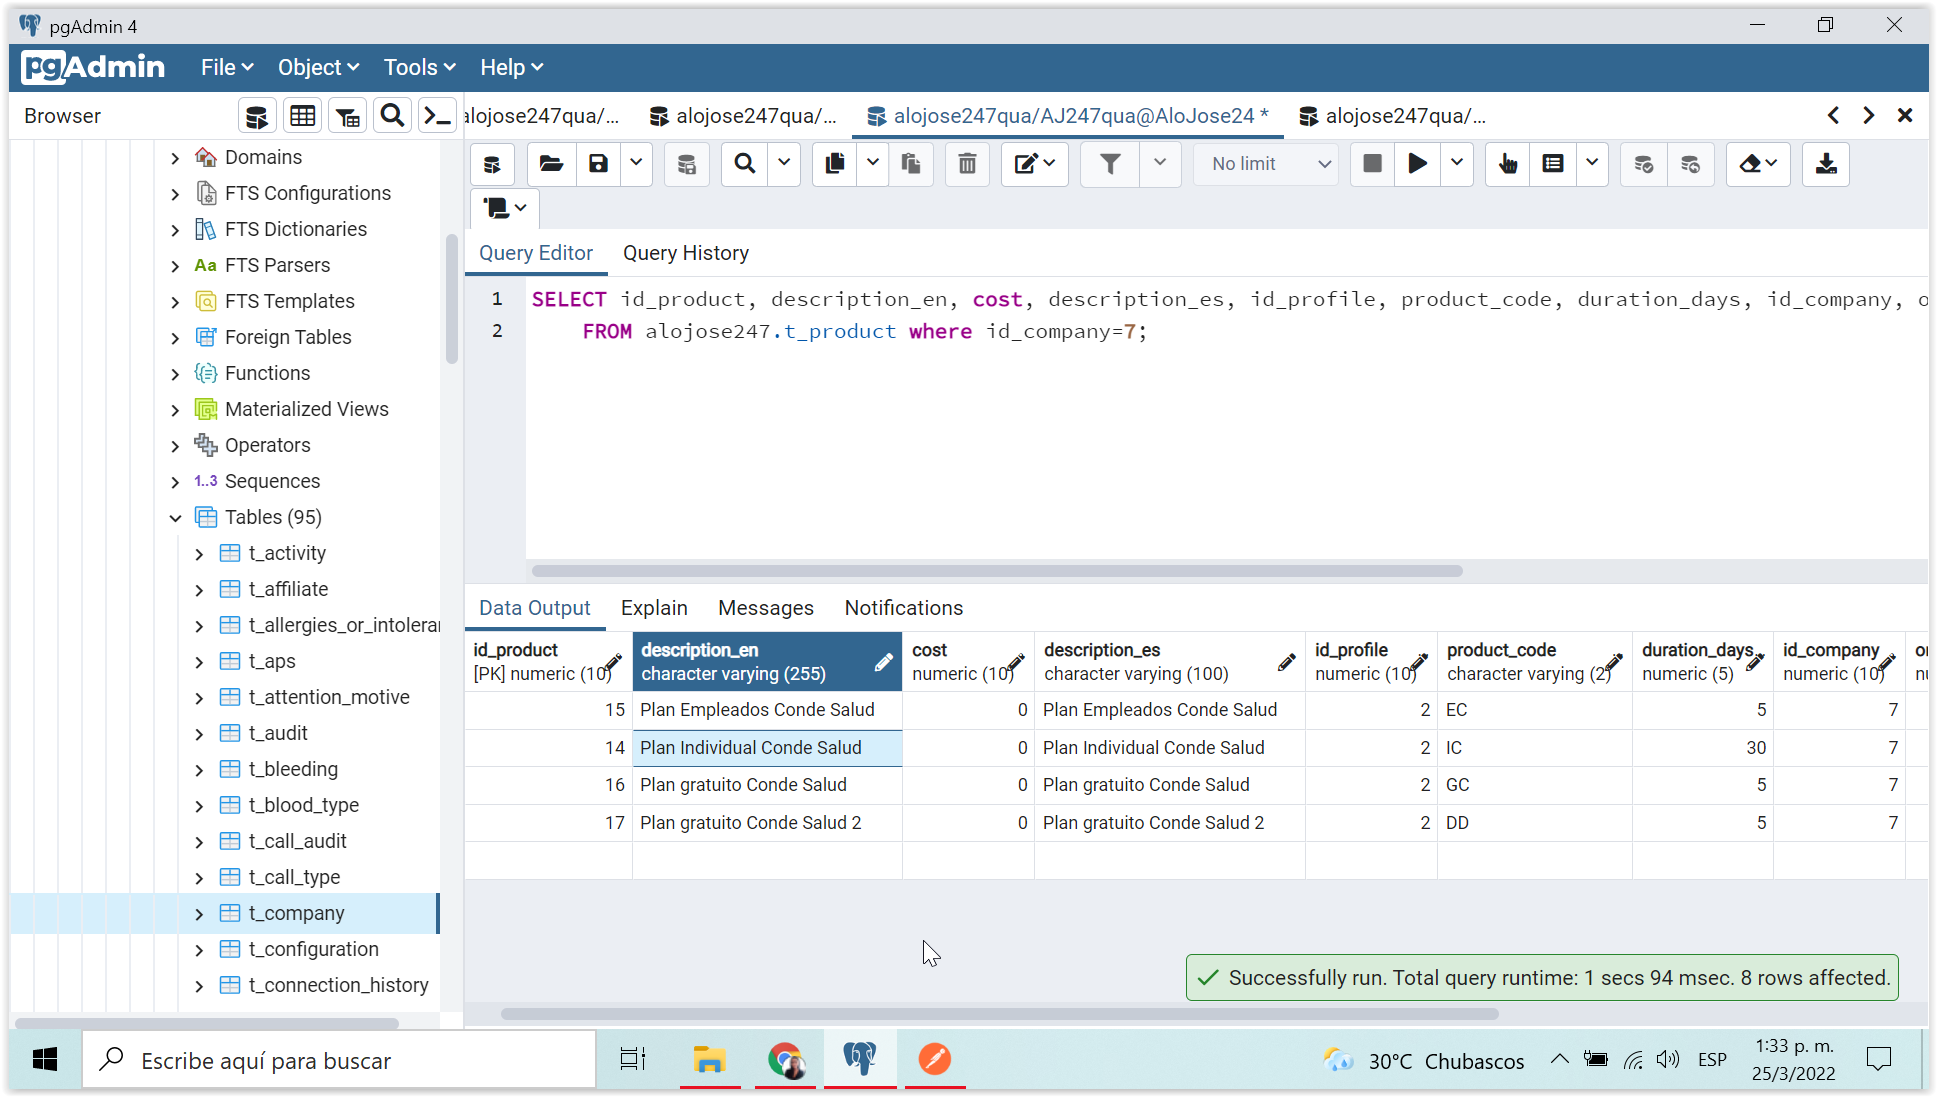 pgAdmin 4
pgAdmin File Object Tools Help
Browser
alojose247qua/... alojose247qua/... alojose247qua/AJ247qua@AloJose24 * alojose247qua/...
No limit
Query Editor Query History
1 SELECT id_product, description_en, cost, description_es, id_profile, product_code, duration_days, id_company, o
2 FROM alojose247.t_product where id_company=7;
Domains
FTS Configurations
FTS Dictionaries
Aa FTS Parsers
FTS Templates
Foreign Tables
Functions
Materialized Views
Operators
1..3 Sequences
Tables (95)
t_activity
t_affiliate
t_allergies_or_intolerar
t_aps
t_attention_motive
t_audit
t_bleeding
t_blood_type
t_call_audit
t_call_type
t_company
t_configuration
t_connection_history
Data Output Explain Messages Notifications
id_product description_en cost description_es id_profile product_code duration_days id_company
[PK] numeric (10) character varying (255) numeric (10) character varying (100) numeric (10) character varying (2) numeric (5) numeric (10)
15 Plan Empleados Conde Salud 0 Plan Empleados Conde Salud 2 EC 5 7
14 Plan Individual Conde Salud 0 Plan Individual Conde Salud 2 IC 30 7
16 Plan gratuito Conde Salud 0 Plan gratuito Conde Salud 2 GC 5 7
17 Plan gratuito Conde Salud 2 0 Plan gratuito Conde Salud 2 2 DD 5 7
Successfully run. Total query runtime: 1 secs 94 msec. 8 rows affected.
Escribe aquí para buscar
30°C Chubascos
ESP
1:33 p. m.
25/3/2022